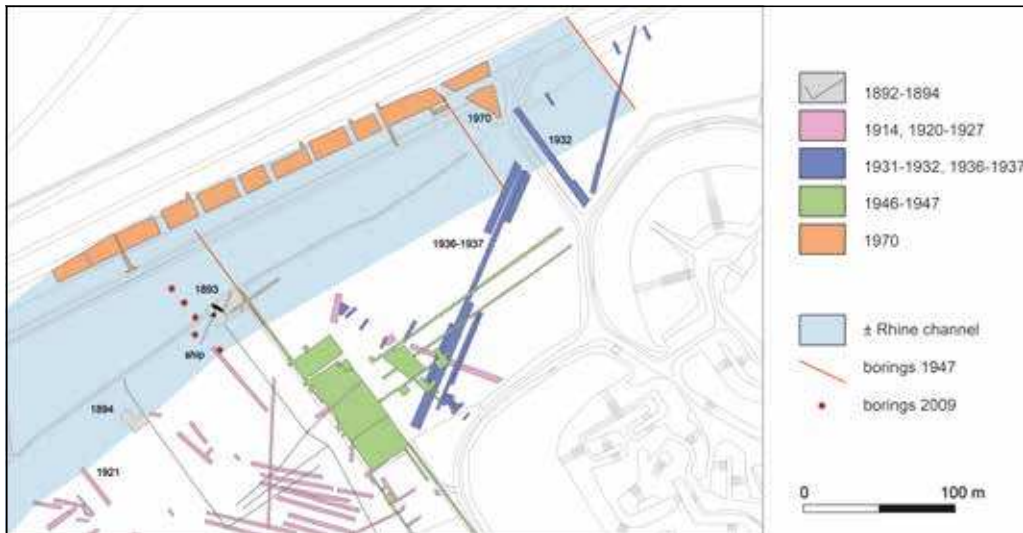 1970
1932
1936-1937
1893
ship
1894
1921
1892-1894
1914, 1920-1927
1931-1932, 1936-1937
1946-1947
1970
± Rhine channel
borings 1947
borings 2009
0 100 m